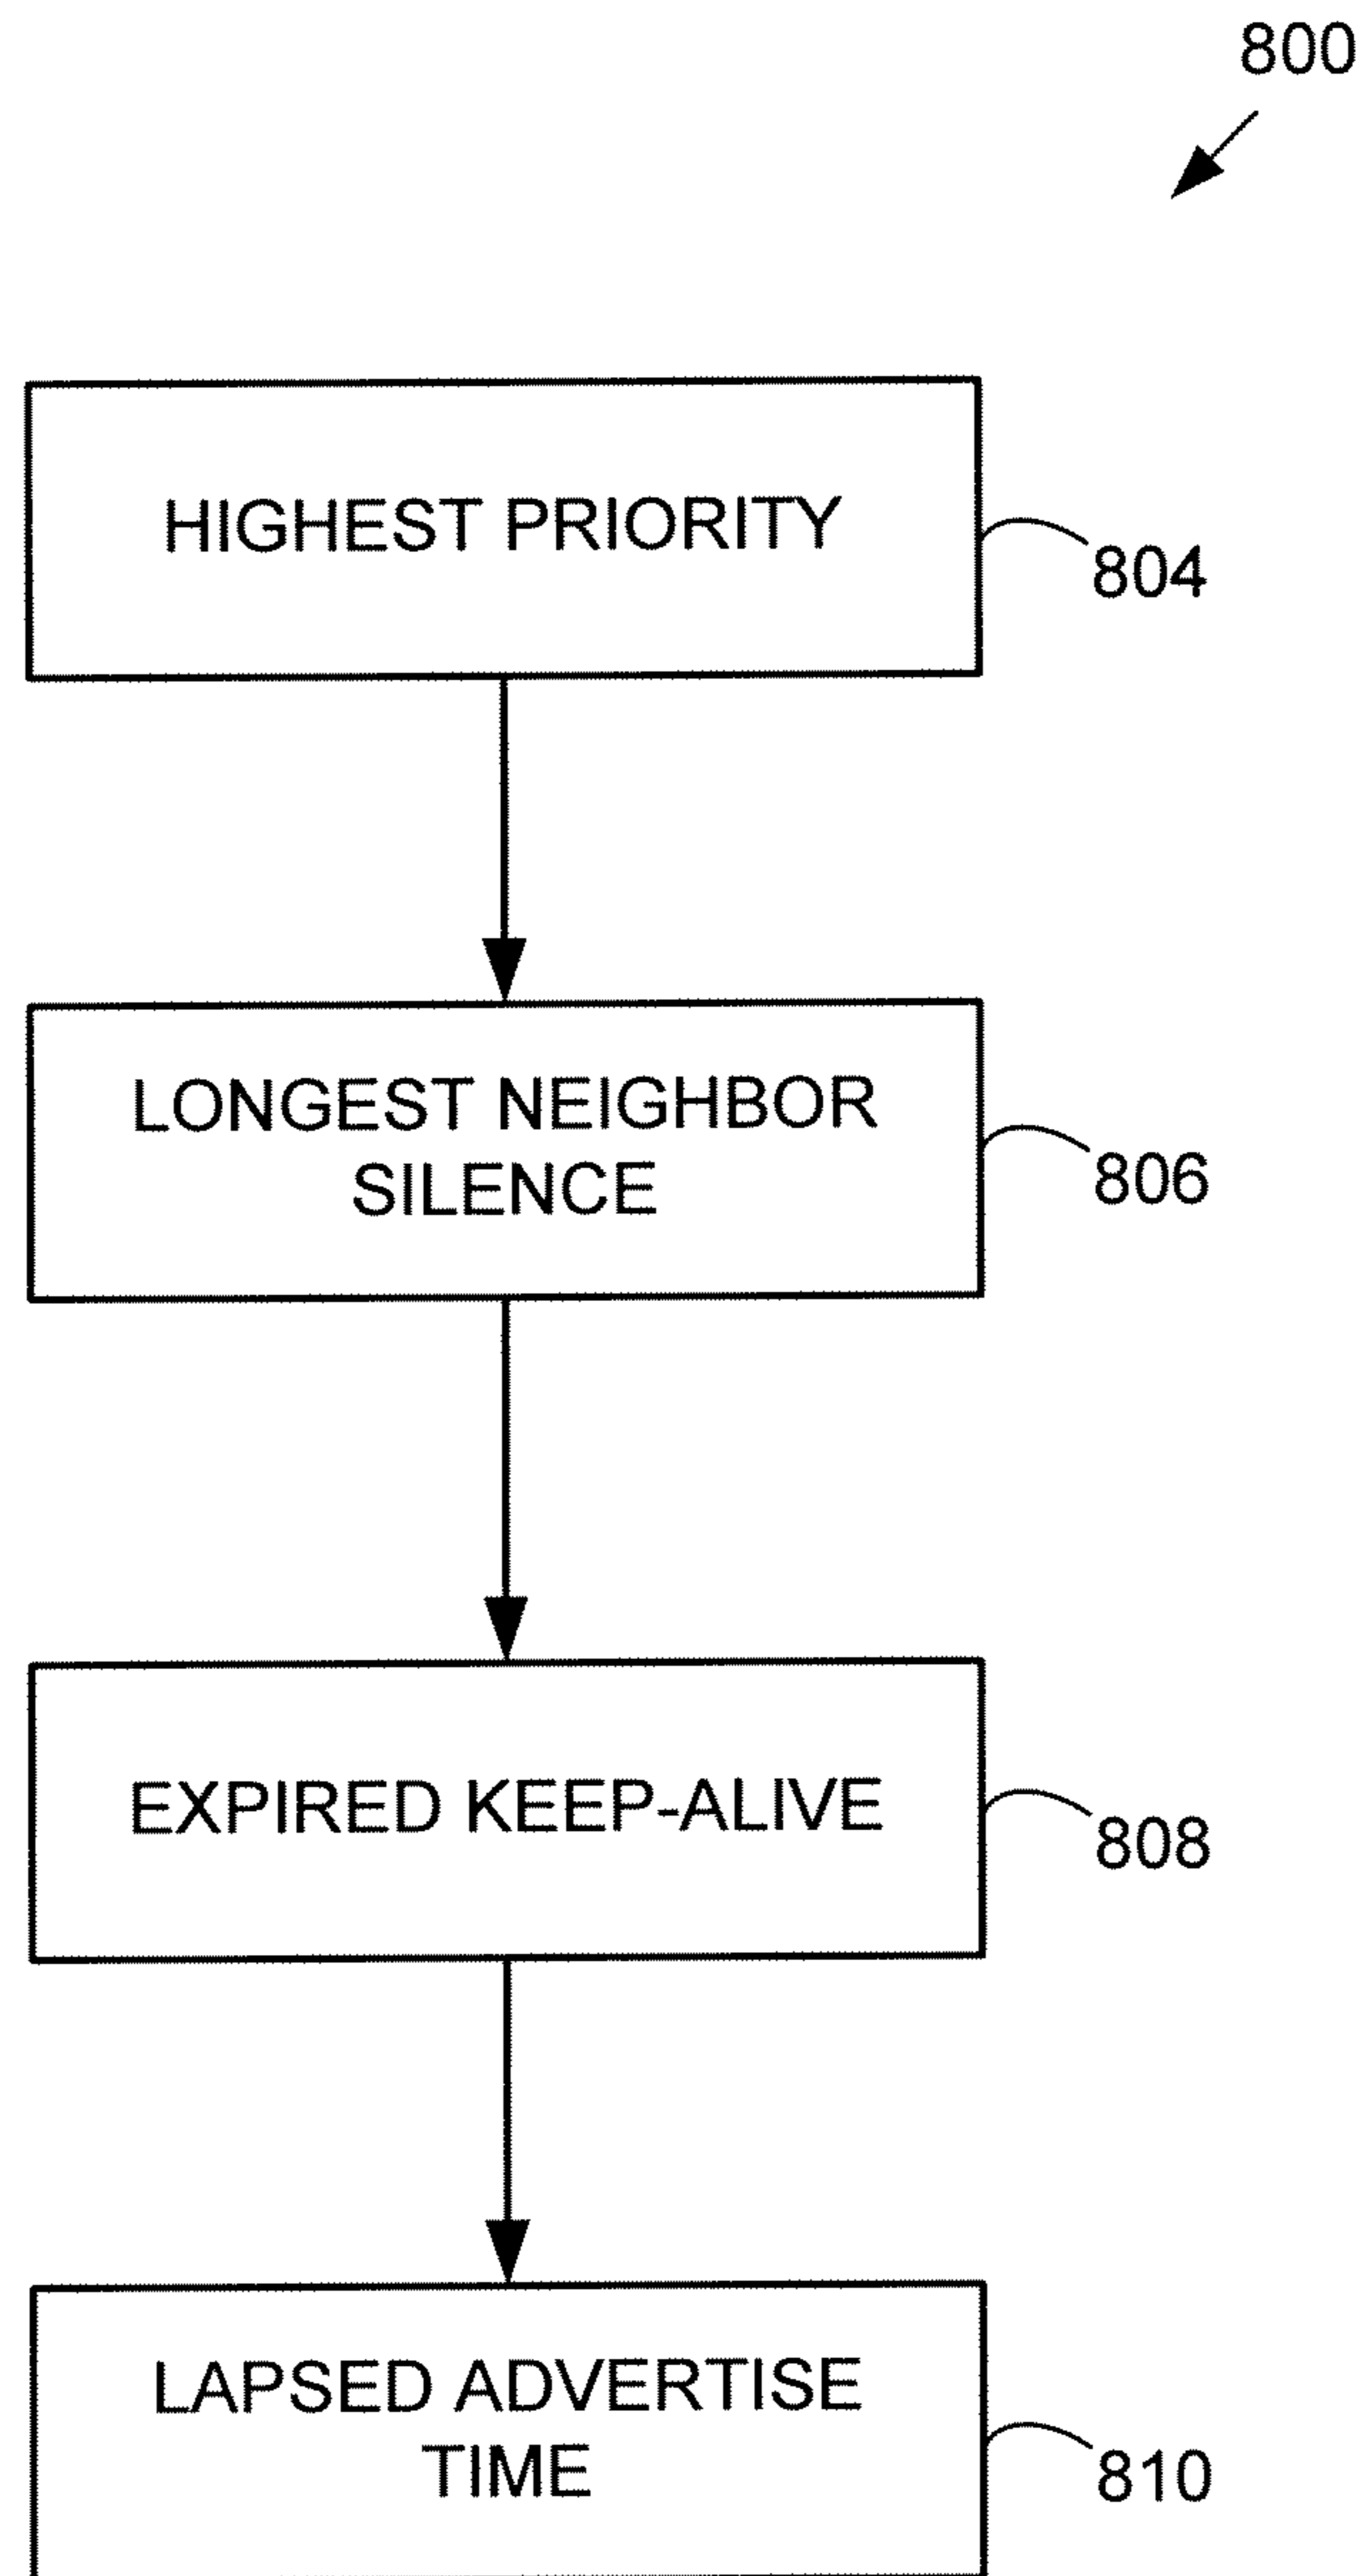 800
HIGHEST PRIORITY
804
LONGEST NEIGHBOR
SILENCE
806
EXPIRED KEEP-ALIVE
808
LAPSED ADVERTISE
TIME
810